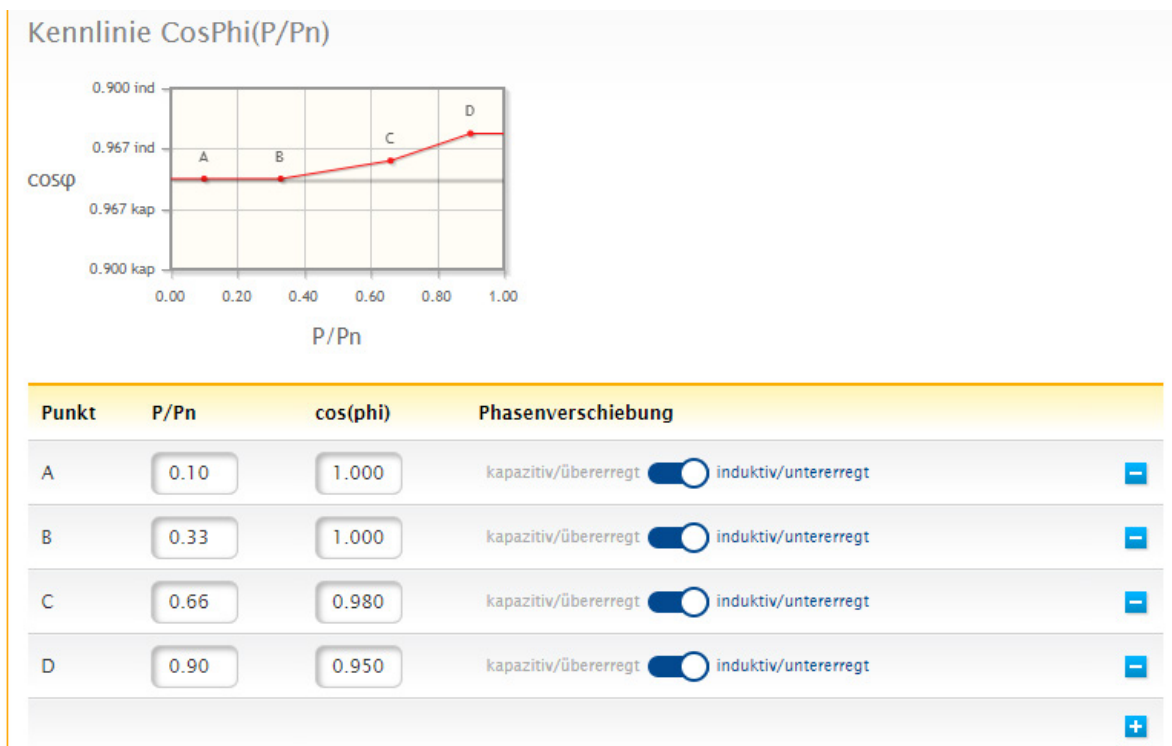 Kennlinie CosPhi(P/Pn)
0.900 ind
D
C
0.967 ind
A B
cosφ
0.967 kap
0.900 kap
0.00 0.20 0.40 0.60 0.80 1.00
P/Pn
Punkt P/Pn cos(phi) Phasenverschiebung
A 0.10 1.000 kapazitiv/übererregt induktiv/untererregt
B 0.33 1.000 kapazitiv/übererregt induktiv/untererregt
C 0.66 0.980 kapazitiv/übererregt induktiv/untererregt
D 0.90 0.950 kapazitiv/übererregt induktiv/untererregt